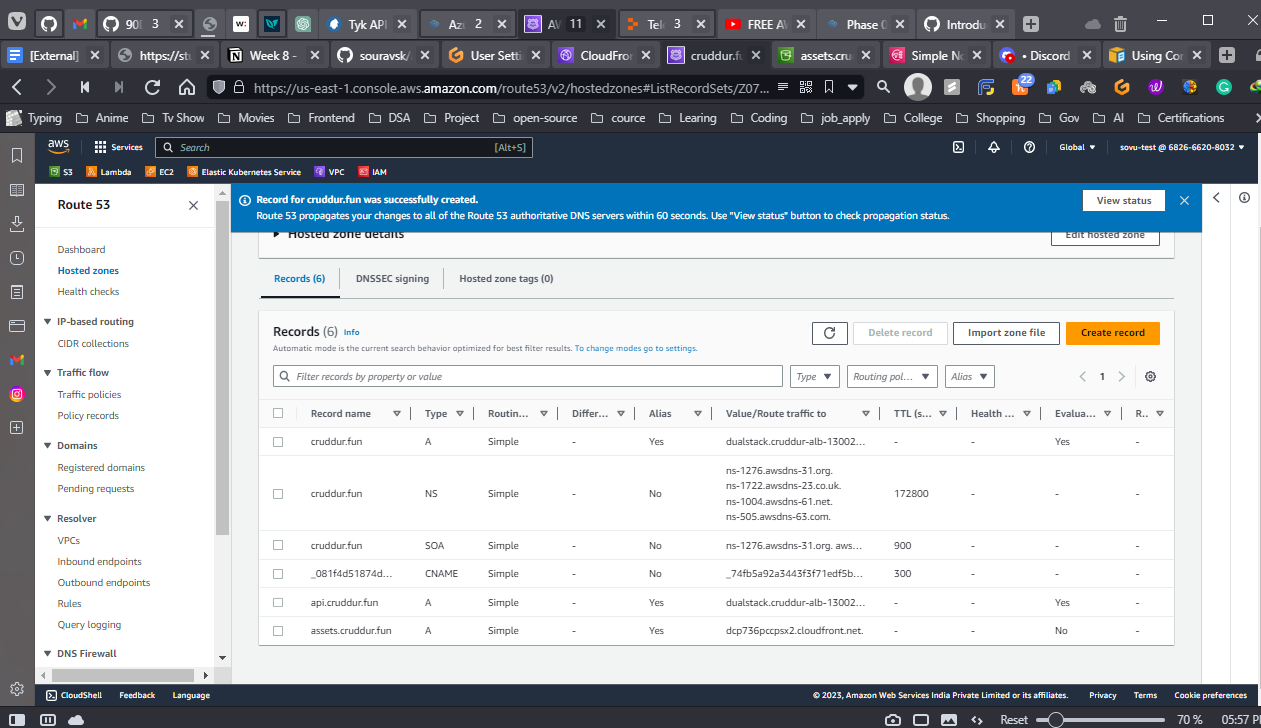 90D 3
w:
Tyk API
Azu 2
AW 11
Tek 3
FREE AW
Phase 0
Introdu
[External]
https://stu
Week 8 -
souravsk/
User Setti
CloudFron
cruddur.fu
assets.cru
Simple No
• Discord
Using Cor
https://us-east-1.console.aws.amazon.com/route53/v2/hostedzones#ListRecordSets/Z07...
22
Typing Anime Tv Show Movies Frontend DSA Project open-source cource Learing Coding job_apply College Shopping Gov AI Certifications
aws Services Search [Alt+S] Global sovu-test @ 6826-6620-8032
S3 Lambda EC2 Elastic Kubernetes Service VPC IAM
Route 53
Dashboard
Hosted zones
Health checks
IP-based routing
CIDR collections
Traffic flow
Traffic policies
Policy records
Domains
Registered domains
Pending requests
Resolver
VPCs
Inbound endpoints
Outbound endpoints
Rules
Query logging
DNS Firewall
Record for cruddur.fun was successfully created.
Route 53 propagates your changes to all of the Route 53 authoritative DNS servers within 60 seconds. Use "View status" button to check propagation status.
View status
Hosted zone details
Edit hosted zone
Records (6) DNSSEC signing Hosted zone tags (0)
Records (6) Info
Automatic mode is the current search behavior optimized for best filter results. To change modes go to settings.
Delete record Import zone file Create record
Filter records by property or value
Type Routing pol... Alias 1
Record name Type Routin... Differ... Alias Value/Route traffic to TTL (s... Health ... Evalua... R..
cruddur.fun A Simple - Yes dualstack.cruddur-alb-13002... - - Yes -
cruddur.fun NS Simple - No ns-1276.awsdns-31.org.
ns-1722.awsdns-23.co.uk.
ns-1004.awsdns-61.net.
ns-505.awsdns-63.com.
172800 - - -
cruddur.fun SOA Simple - No ns-1276.awsdns-31.org. aws... 900 - - -
_081f4d51874d... CNAME Simple - No _74fb5a92a3443f3f71edf5b... 300 - - -
api.cruddur.fun A Simple - Yes dualstack.cruddur-alb-13002... - - Yes -
assets.cruddur.fun A Simple - Yes dcp736pccpsx2.cloudfront.net. - - No -
CloudShell Feedback Language
© 2023, Amazon Web Services India Private Limited or its affiliates. Privacy Terms Cookie preferences
Reset 70 % 05:57 PI